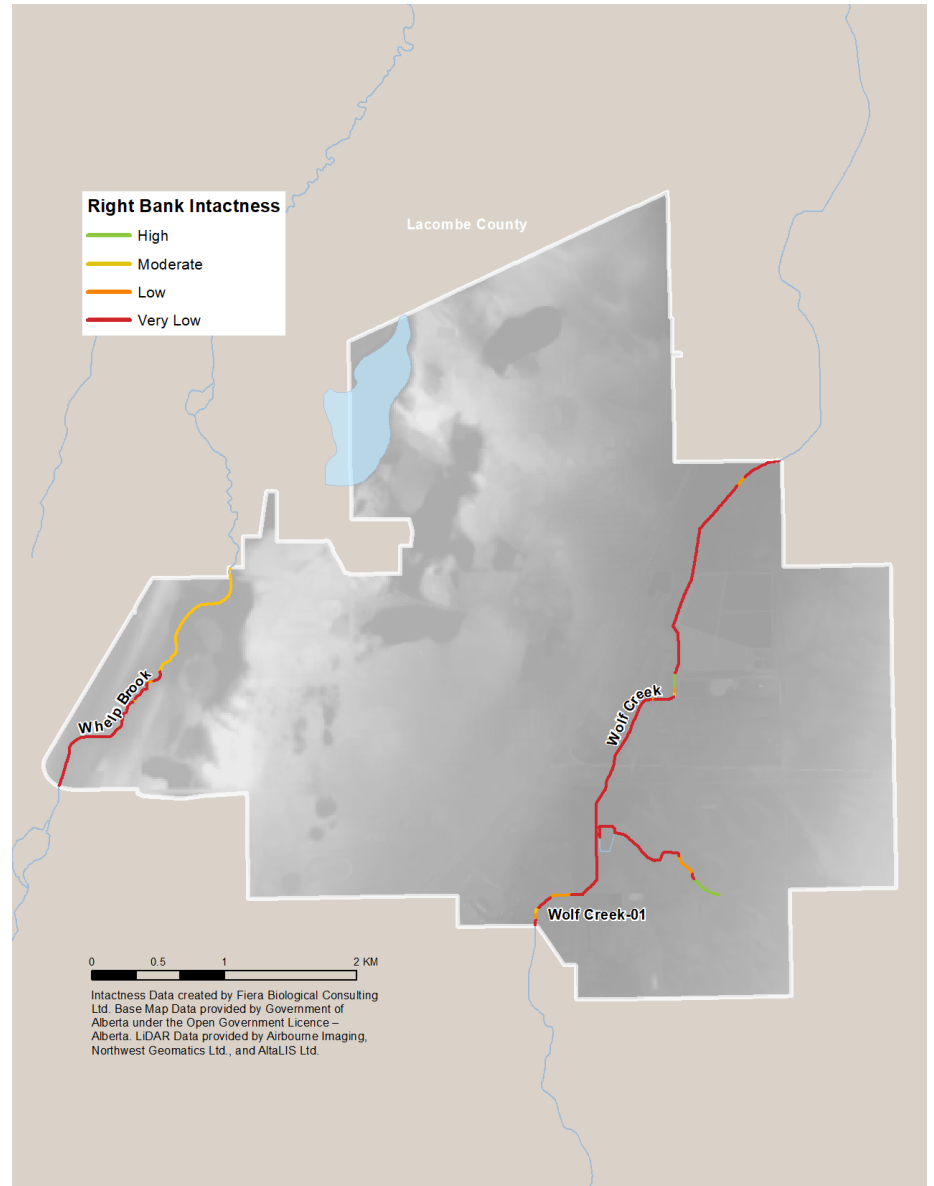 Lacombe County
Right Bank Intactness
High
Moderate
Low
Very Low
Whelp Brook
Wolf Creek
Wolf Creek-01
0 0.5 1 2 KM
Intactness Data created by Fiera Biological Consulting
Ltd. Base Map Data provided by Government of
Alberta under the Open Government Licence –
Alberta. LiDAR Data provided by Airbourne Imaging,
Northwest Geomatics Ltd., and AltaLIS Ltd.